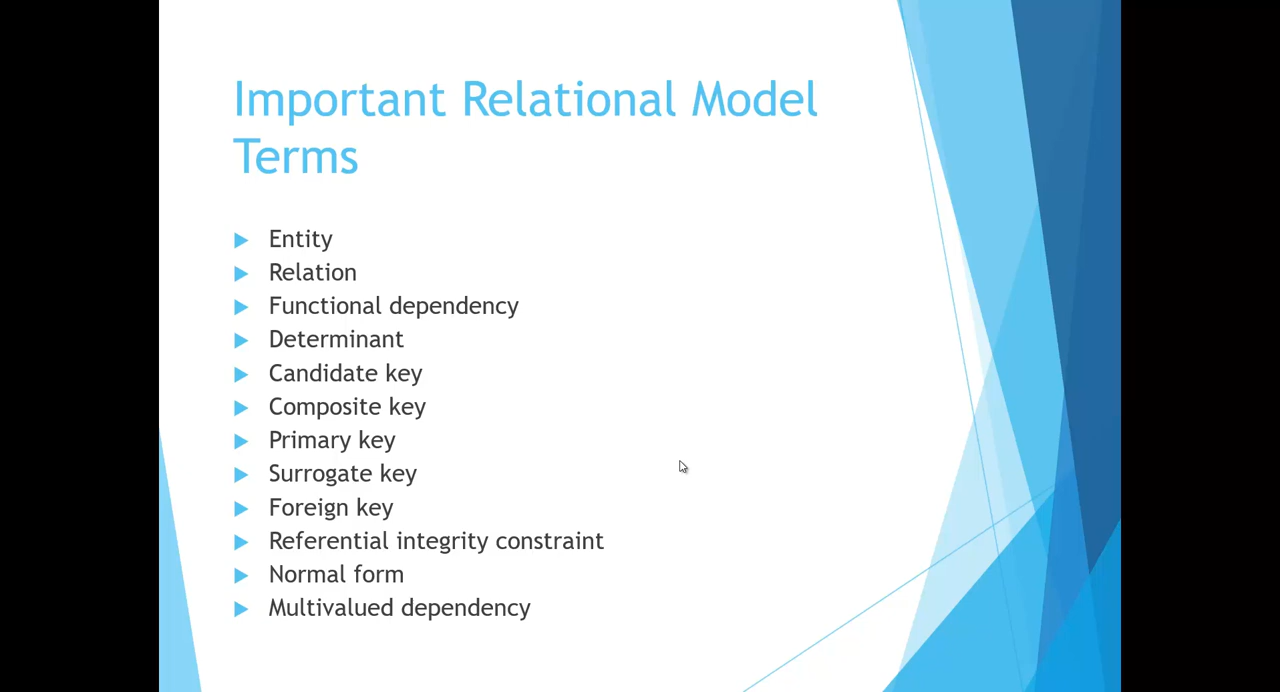 Important Relational Model
Terms
Entity
Relation
Functional dependency
Determinant
Candidate key
Composite key
Primary key
Surrogate key
Foreign key
Referential integrity constraint
Normal form
Multivalued dependency